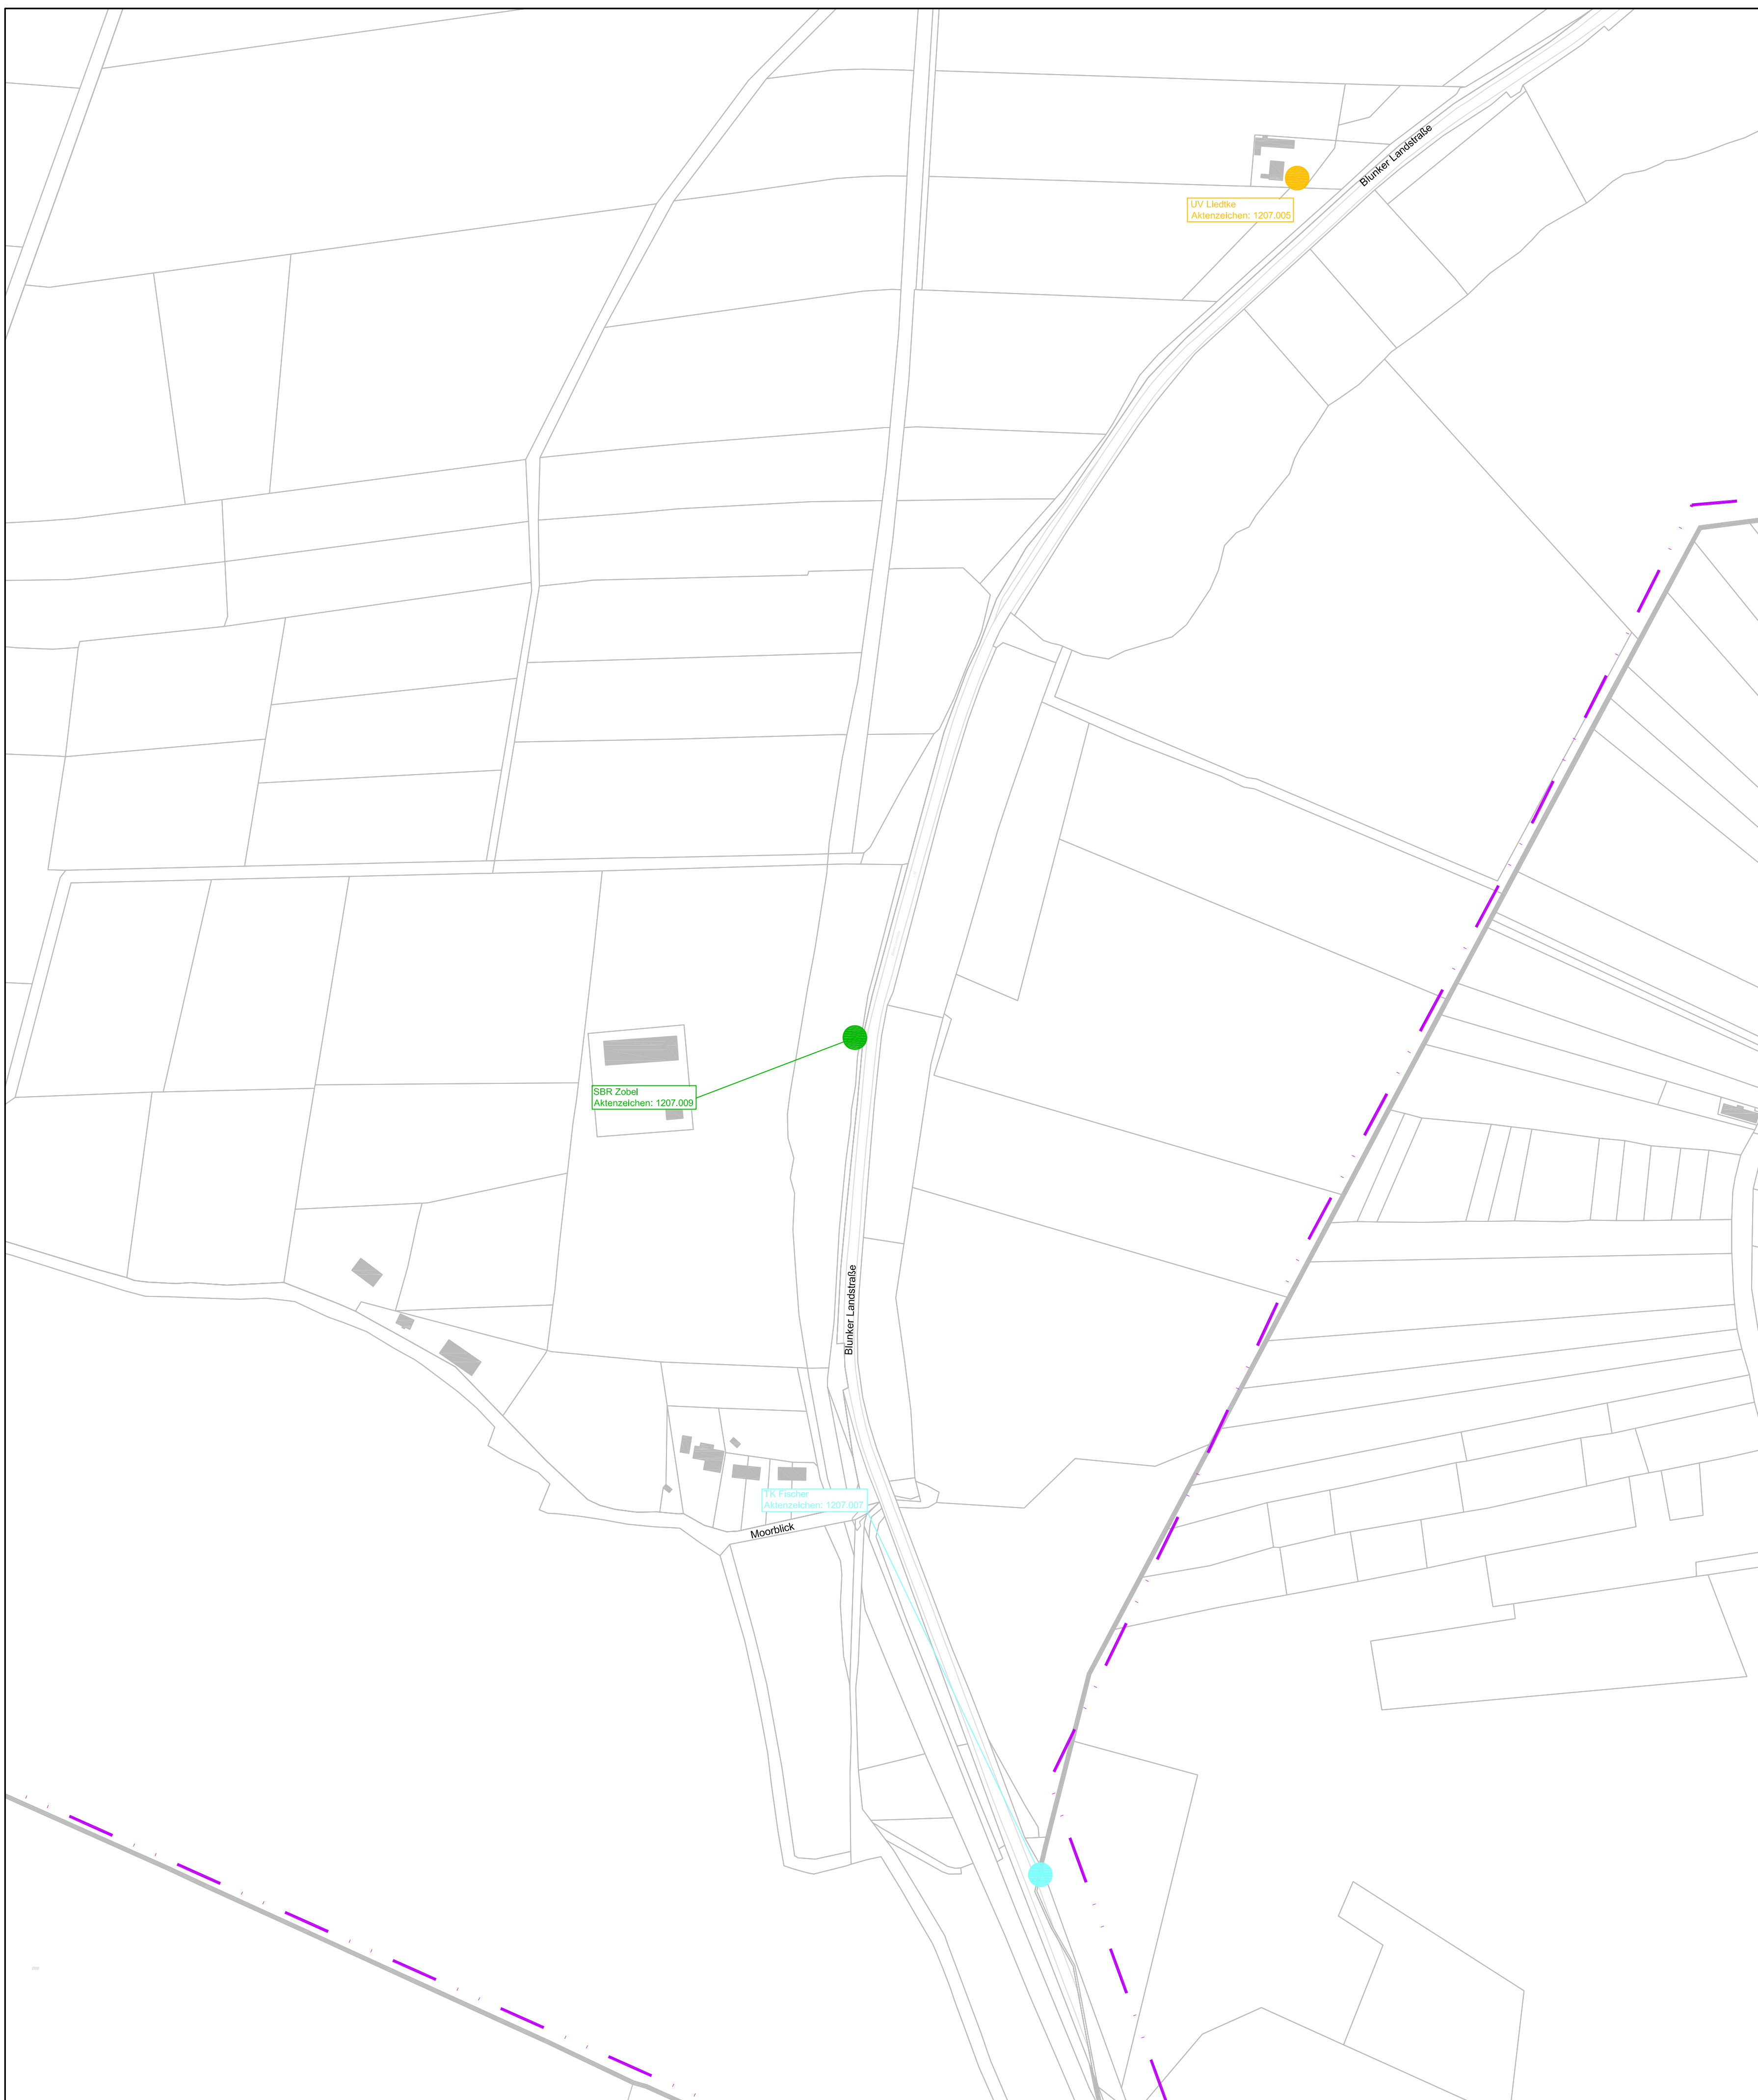 Blunker Landstraße
UV Liedtke
Aktenzeichen: 1207.005
SBR Zobel
Aktenzeichen: 1207.009
Blunker Landstraße
TK Fischer
Aktenzeichen: 1207.007
Moorblick